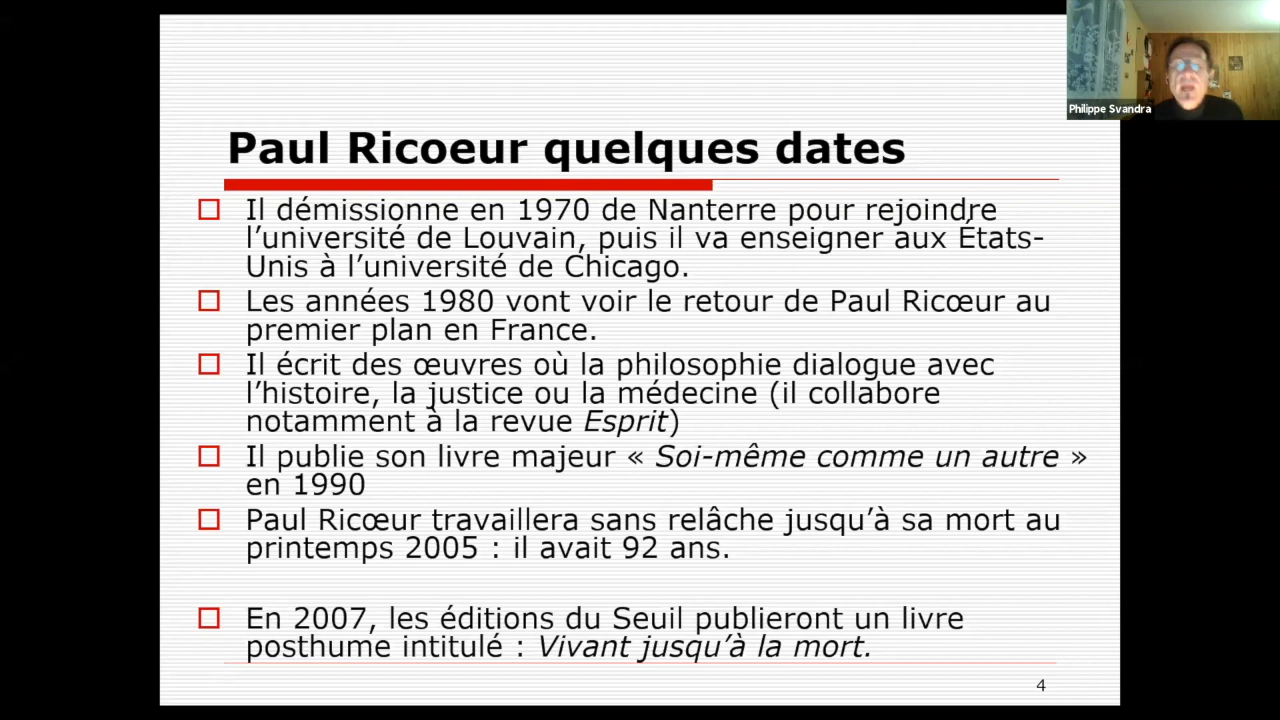 Philippe Svandra
Paul Ricoeur quelques dates
Il démissionne en 1970 de Nanterre pour rejoindre
l’université de Louvain, puis il va enseigner aux États-
Unis à l’université de Chicago.
Les années 1980 vont voir le retour de Paul Ricœur au
premier plan en France.
Il écrit des œuvres où la philosophie dialogue avec
l’histoire, la justice ou la médecine (il collabore
notamment à la revue Esprit)
Il publie son livre majeur « Soi-même comme un autre »
en 1990
Paul Ricœur travaillera sans relâche jusqu’à sa mort au
printemps 2005 : il avait 92 ans.
En 2007, les éditions du Seuil publieront un livre
posthume intitulé : Vivant jusqu’à la mort.
4